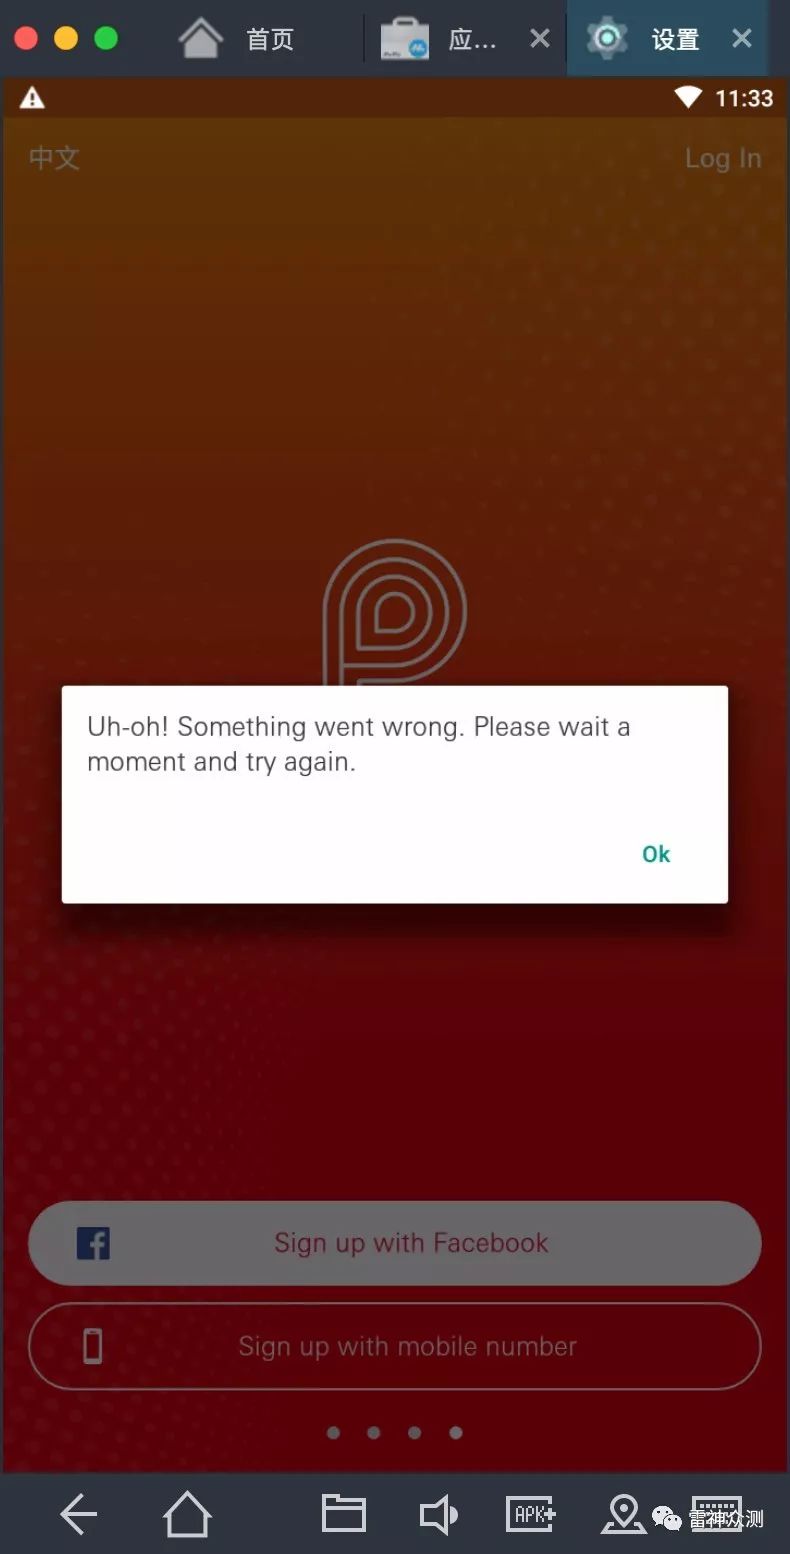 首页
应...
设置
11:33
中文
Log In
Uh-oh! Something went wrong. Please wait a
moment and try again.
Ok
Sign up with Facebook
Sign up with mobile number
APK+
雷神众测